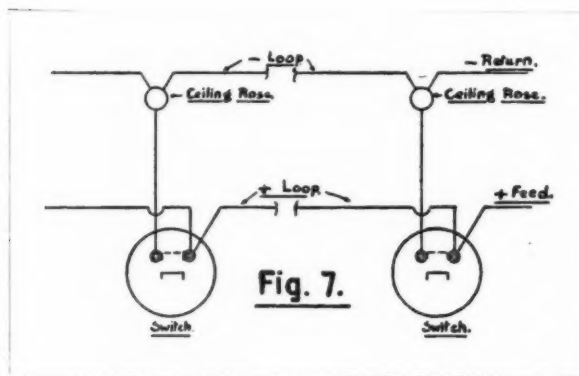 - Loop
- Return.
Ceiling Rose.
Ceiling Rose.
+ Loop
+ Feed.
Fig. 7.
Switch.
Switch.